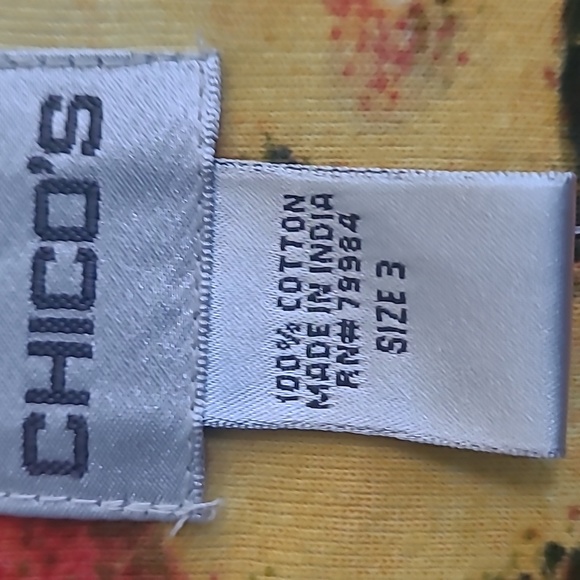 CHICO'S
100% COTTON
MADE IN INDIA
RN# 79984
SIZE 3